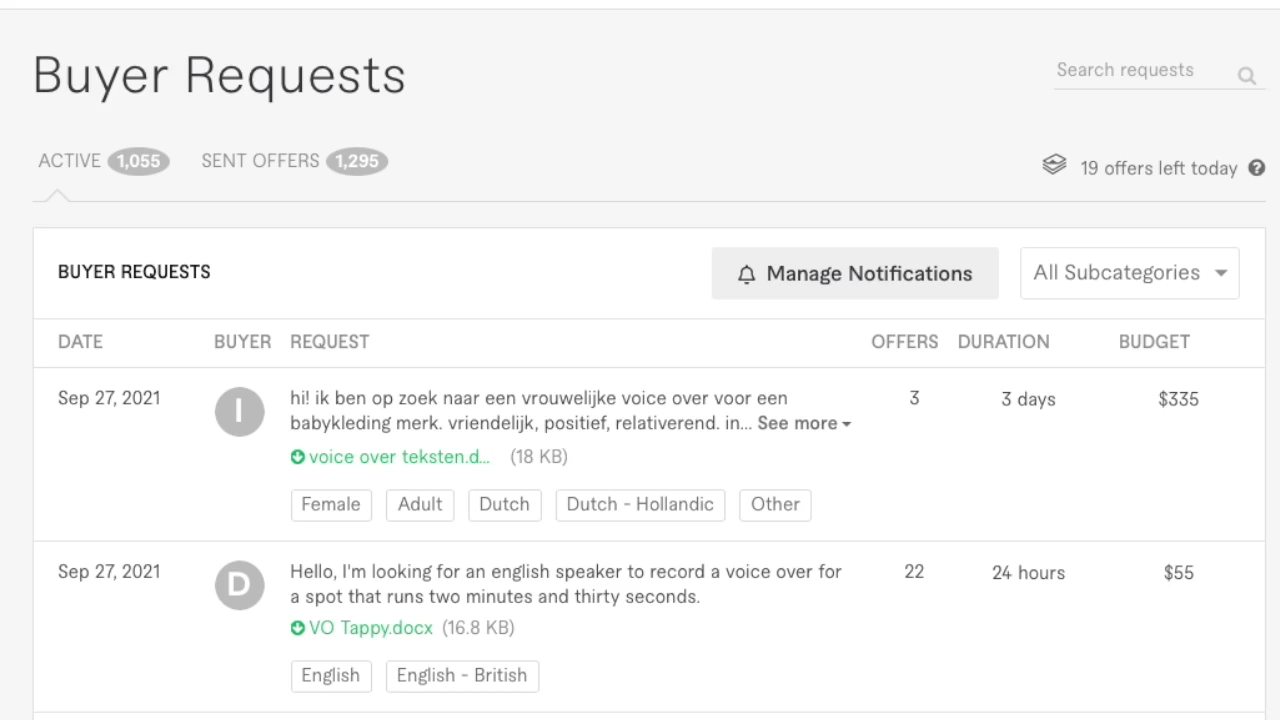 Buyer Requests
Search requests
ACTIVE 1,055 SENT OFFERS 1,295
19 offers left today ?
BUYER REQUESTS
Manage Notifications
All Subcategories
DATE BUYER REQUEST OFFERS DURATION BUDGET
Sep 27, 2021 I hi! ik ben op zoek naar een vrouwelijke voice over voor een 3 3 days $335
babykleding merk. vriendelijk, positief, relativerend. in... See more
voice over teksten.d... (18 KB)
Female Adult Dutch Dutch - Hollandic Other
Sep 27, 2021 D Hello, I'm looking for an english speaker to record a voice over for 22 24 hours $55
a spot that runs two minutes and thirty seconds.
VO Tappy.docx (16.8 KB)
English English - British